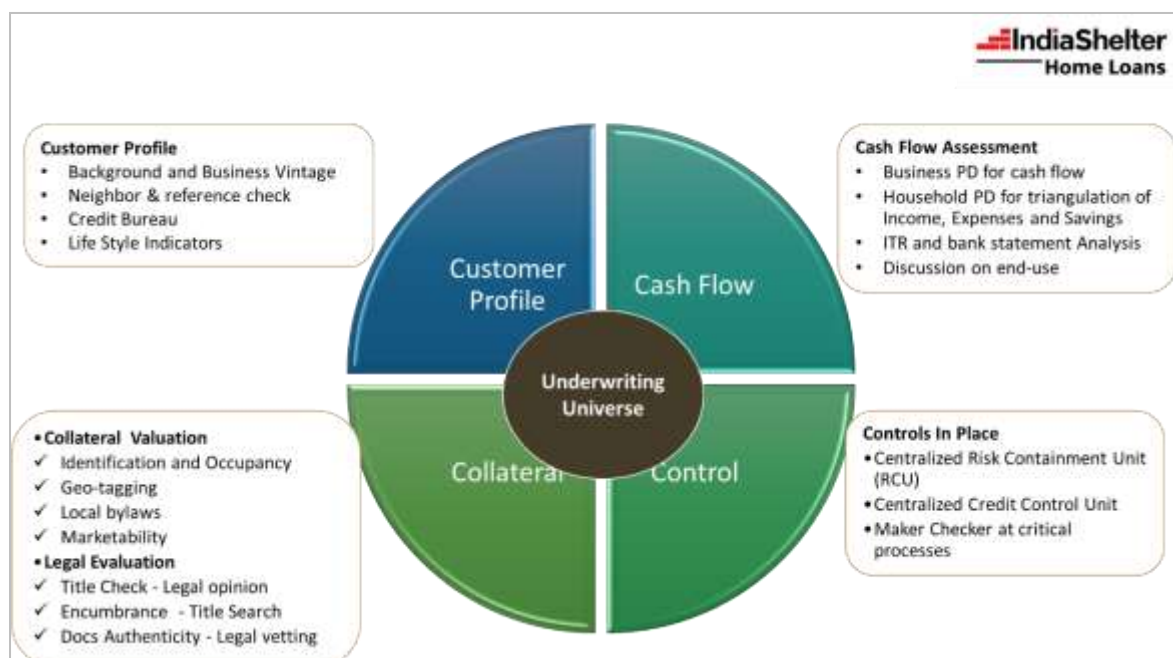 IndiaShelter
Home Loans
Customer Profile
• Background and Business Vintage
• Neighbor & reference check
• Credit Bureau
• Life Style Indicators
Cash Flow Assessment
• Business PD for cash flow
• Household PD for triangulation of
Income, Expenses and Savings
• ITR and bank statement Analysis
• Discussion on end-use
Customer
Profile
Cash Flow
Underwriting
Universe
Collateral
Control
•Collateral Valuation
✓ Identification and Occupancy
✓ Geo-tagging
✓ Local bylaws
✓ Marketability
•Legal Evaluation
✓ Title Check - Legal opinion
✓ Encumbrance - Title Search
✓ Docs Authenticity - Legal vetting
Controls In Place
•Centralized Risk Containment Unit
(RCU)
•Centralized Credit Control Unit
•Maker Checker at critical
processes